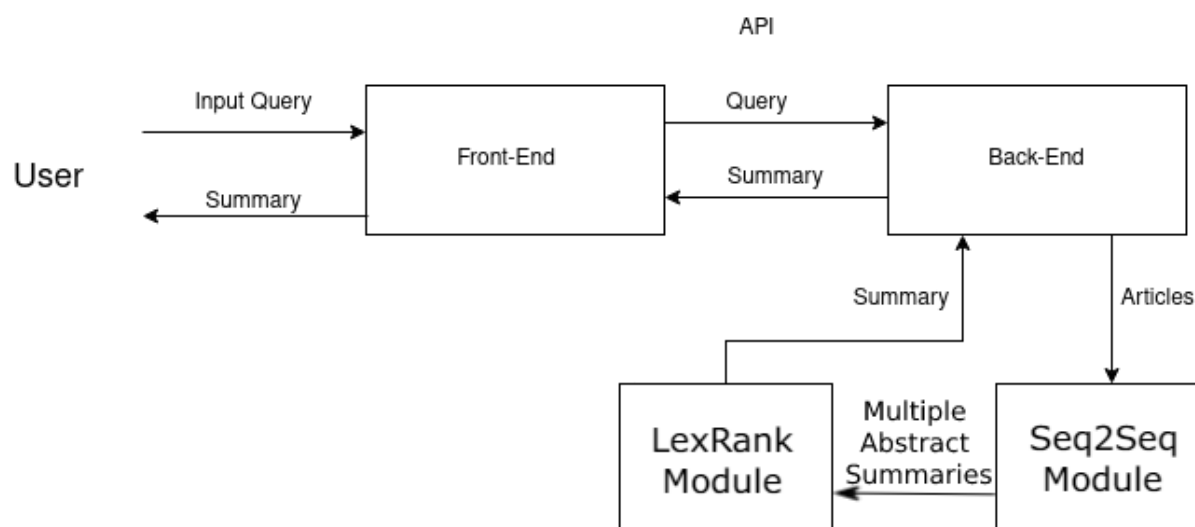 API
Input Query
Query
Front-End
Back-End
User
Summary
Summary
Summary
Articles
LexRank
Module
Multiple
Abstract
Summaries
Seq2Seq
Module